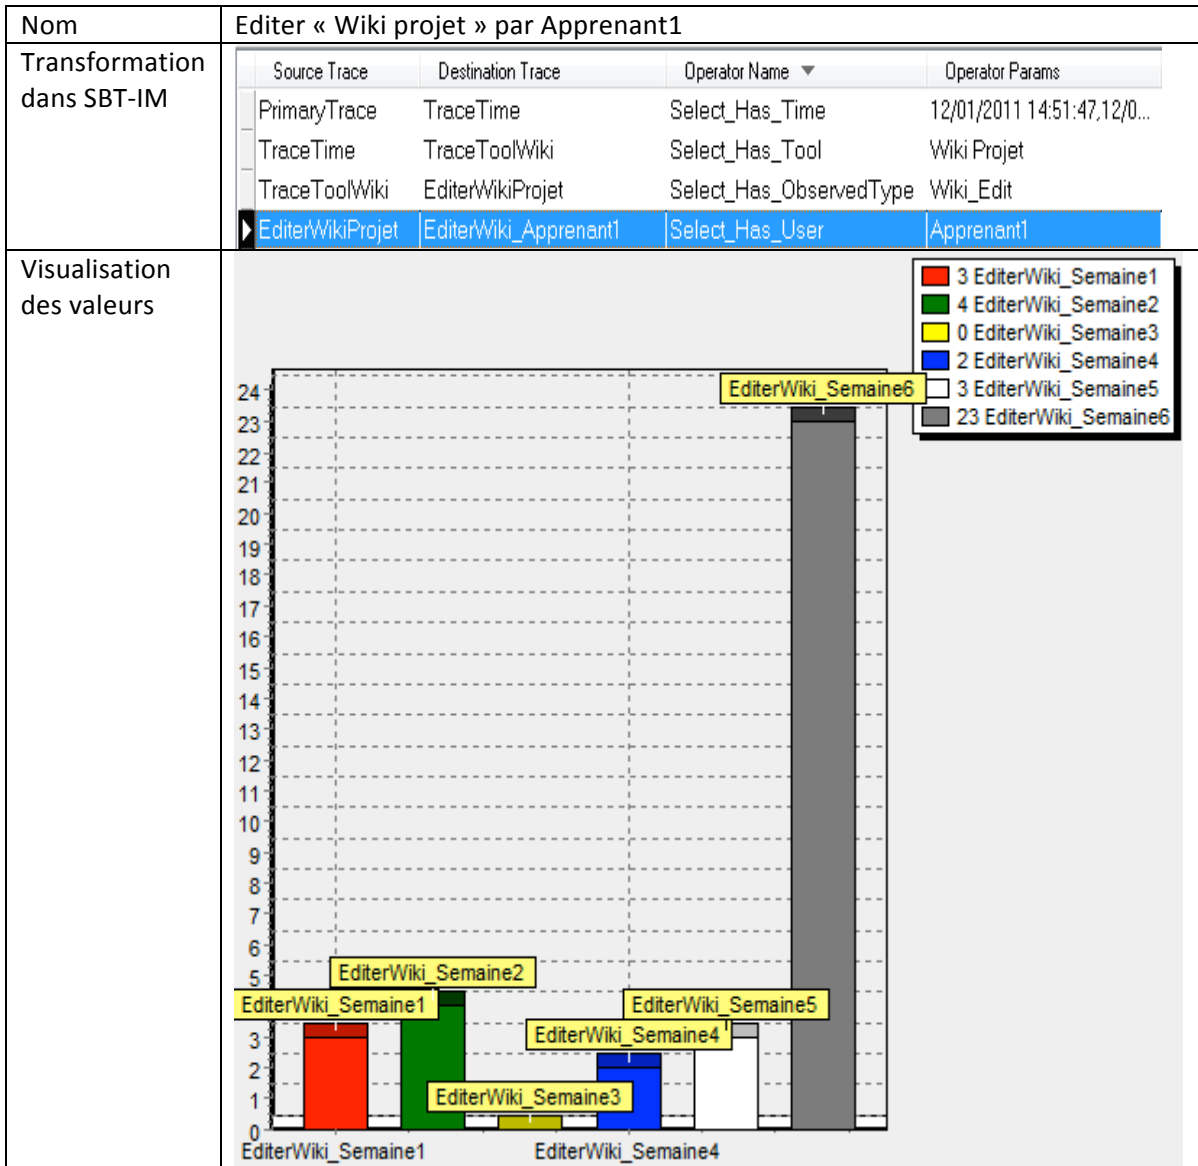 Nom Editer « Wiki projet » par Apprenant1
Transformation
dans SBT-IM
Source Trace Destination Trace Operator Name Operator Params
PrimaryTrace TraceTime Select_Has_Time 12/01/2011 14:51:47,12/0...
TraceTime TraceToolWiki Select_Has_Tool Wiki Projet
TraceToolWiki EditerWikiProjet Select_Has_ObservedType Wiki_Edit
EditerWikiProjet EditerWiki_Apprenant1 Select_Has_User Apprenant1
Visualisation
des valeurs
3 EditerWiki_Semaine1
4 EditerWiki_Semaine2
0 EditerWiki_Semaine3
2 EditerWiki_Semaine4
3 EditerWiki_Semaine5
23 EditerWiki_Semaine6
24
EditerWiki_Semaine6
23
22
21
20
19
18
17
16
15
14
13
12
11
10
9
8
7
6
5
EditerWiki_Semaine2
EditerWiki_Semaine1
EditerWiki_Semaine5
3
EditerWiki_Semaine4
2
1
EditerWiki_Semaine3
0
EditerWiki_Semaine1 EditerWiki_Semaine4